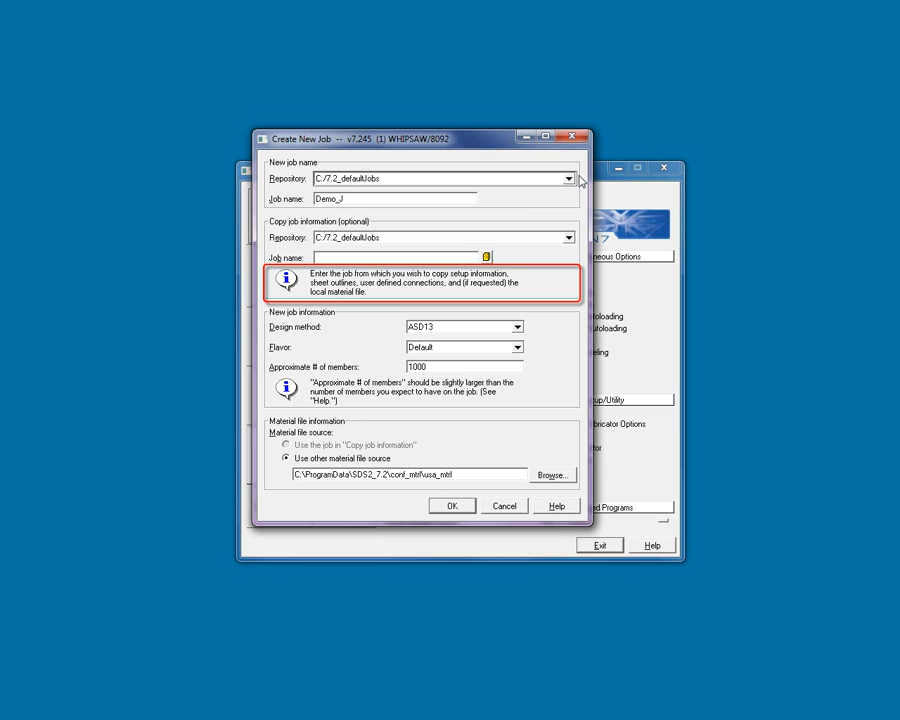 Create New Job -- v7.245 (1) WHIPSAW/8092
New job name
Repository: C:/7.2_defaultJobs
Job name: Demo_J
Copy job information (optional)
Repository: C:/7.2_defaultJobs
Job name:
Enter the job from which you wish to copy setup information,
sheet outlines, user defined connections, and (if requested) the
local material file.
New job information
Design method: ASD13
Flavor: Default
Approximate # of members: 1000
"Approximate # of members" should be slightly larger than the
number of members you expect to have on the job. (See
"Help.")
Material file information
Material file source:
Use the job in "Copy job information"
Use other material file source
C:\ProgramData\SDS2_7.2\conf_mtrl\usa_mtrl
Browse...
OK Cancel Help
7
neous Options
utoloading
utoloading
eling
up/Utility
bricator Options
tor
ed Programs
Exit Help